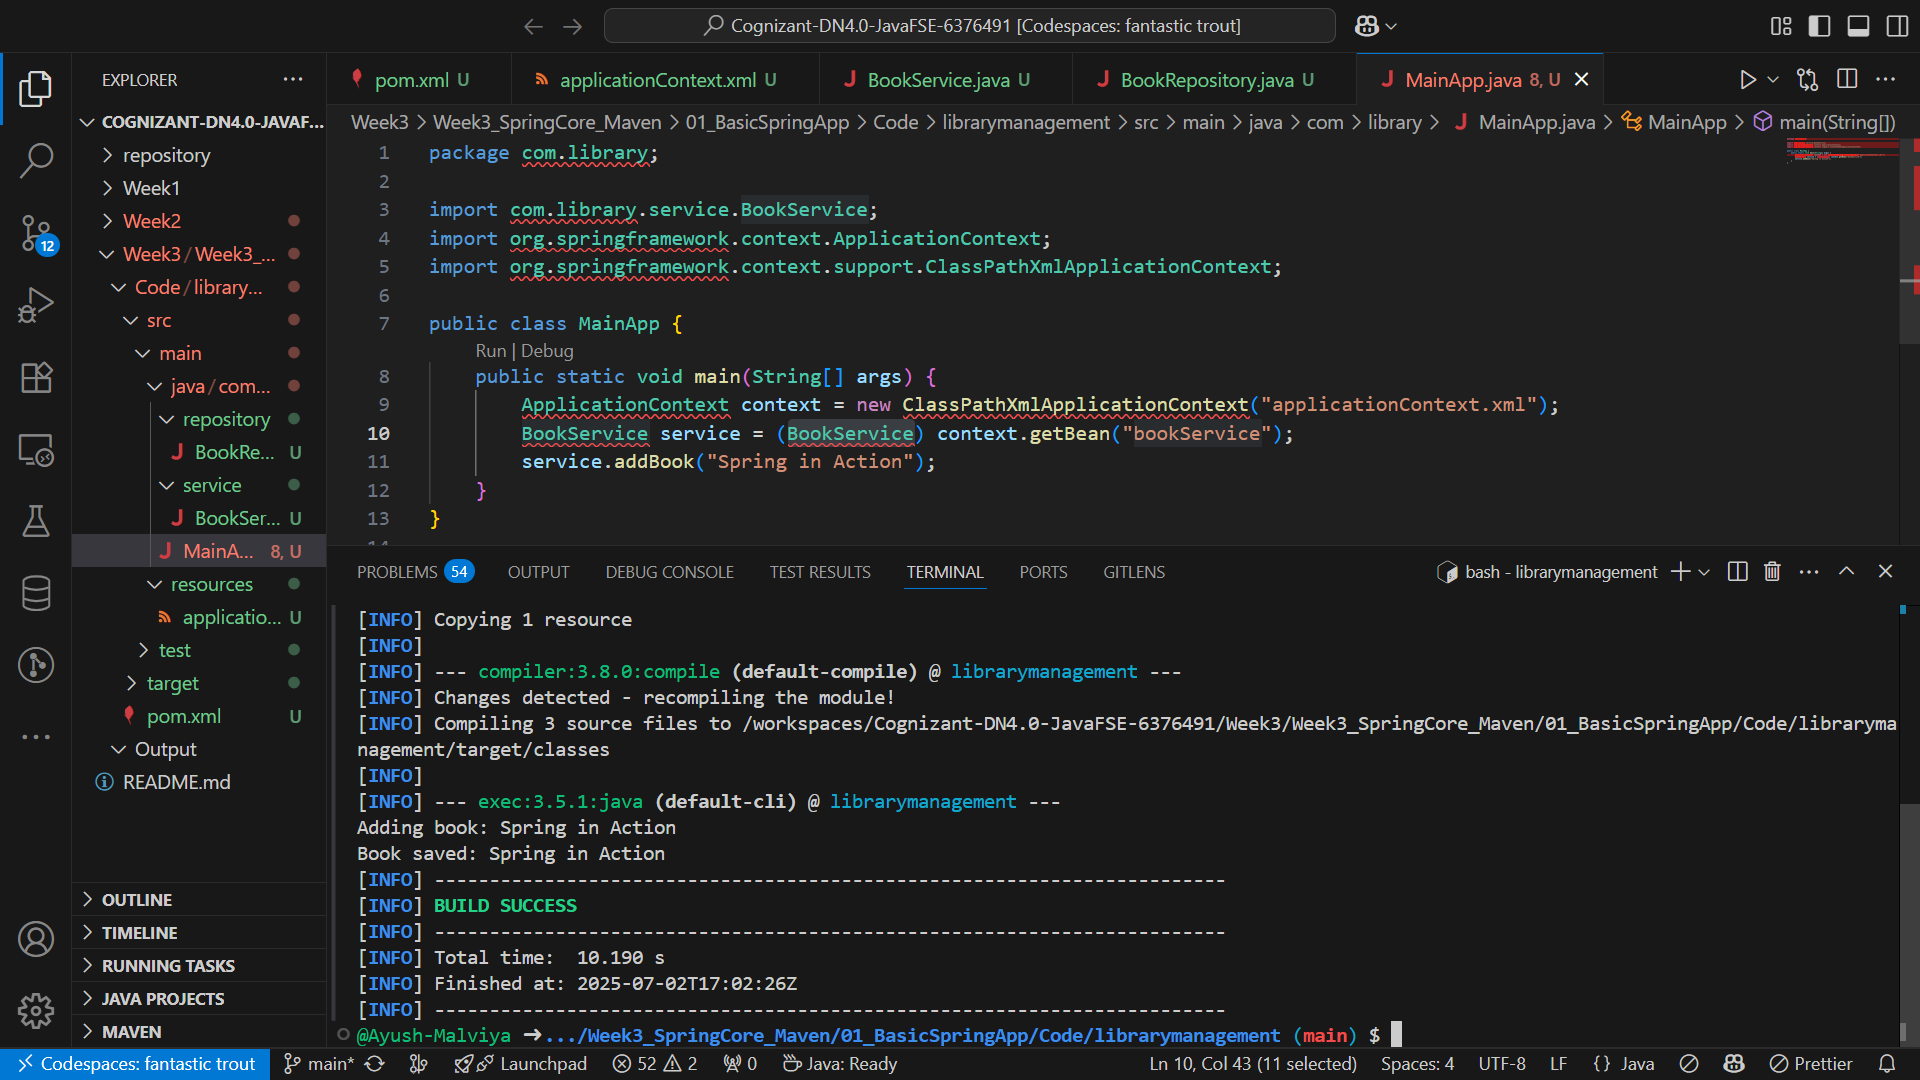 Cognizant-DN4.0-JavaFSE-6376491 [Codespaces: fantastic trout]
EXPLORER
pom.xml U
applicationContext.xml U
BookService.java U
BookRepository.java U
MainApp.java 8, U
Week3 > Week3_SpringCore_Maven > 01_BasicSpringApp > Code > librarymanagement > src > main > java > com > library > MainApp.java > MainApp > main(String[])
COGNIZANT-DN4.0-JAVAF...
repository
Week1
Week2
Week3 / Week3_...
Code / library...
src
main
java / com...
repository
BookRe... U
service
BookSer... U
MainA... 8, U
resources
applicatio... U
test
target
pom.xml U
Output
README.md
OUTLINE
TIMELINE
RUNNING TASKS
JAVA PROJECTS
MAVEN
12
1 package com.library;
2
3 import com.library.service.BookService;
4 import org.springframework.context.ApplicationContext;
5 import org.springframework.context.support.ClassPathXmlApplicationContext;
6
7 public class MainApp {
Run | Debug
8 public static void main(String[] args) {
9 ApplicationContext context = new ClassPathXmlApplicationContext("applicationContext.xml");
10 BookService service = (BookService) context.getBean("bookService");
11 service.addBook("Spring in Action");
12 }
13 }
14
PROBLEMS 54 OUTPUT DEBUG CONSOLE TEST RESULTS TERMINAL PORTS GITLENS
bash - librarymanagement
[INFO] Copying 1 resource
[INFO]
[INFO] --- compiler:3.8.0:compile (default-compile) @ librarymanagement ---
[INFO] Changes detected - recompiling the module!
[INFO] Compiling 3 source files to /workspaces/Cognizant-DN4.0-JavaFSE-6376491/Week3/Week3_SpringCore_Maven/01_BasicSpringApp/Code/libraryma
nagement/target/classes
[INFO]
[INFO] --- exec:3.5.1:java (default-cli) @ librarymanagement ---
Adding book: Spring in Action
Book saved: Spring in Action
[INFO] ------------------------------------------------------------------------
[INFO] BUILD SUCCESS
[INFO] ------------------------------------------------------------------------
[INFO] Total time:  10.190 s
[INFO] Finished at: 2025-07-02T17:02:26Z
[INFO] ------------------------------------------------------------------------
@Ayush-Malviya ➜ .../Week3_SpringCore_Maven/01_BasicSpringApp/Code/librarymanagement (main) $
Codespaces: fantastic trout
main*
Launchpad
52 2
0
Java: Ready
Ln 10, Col 43 (11 selected)
Spaces: 4
UTF-8
LF
{} Java
Prettier